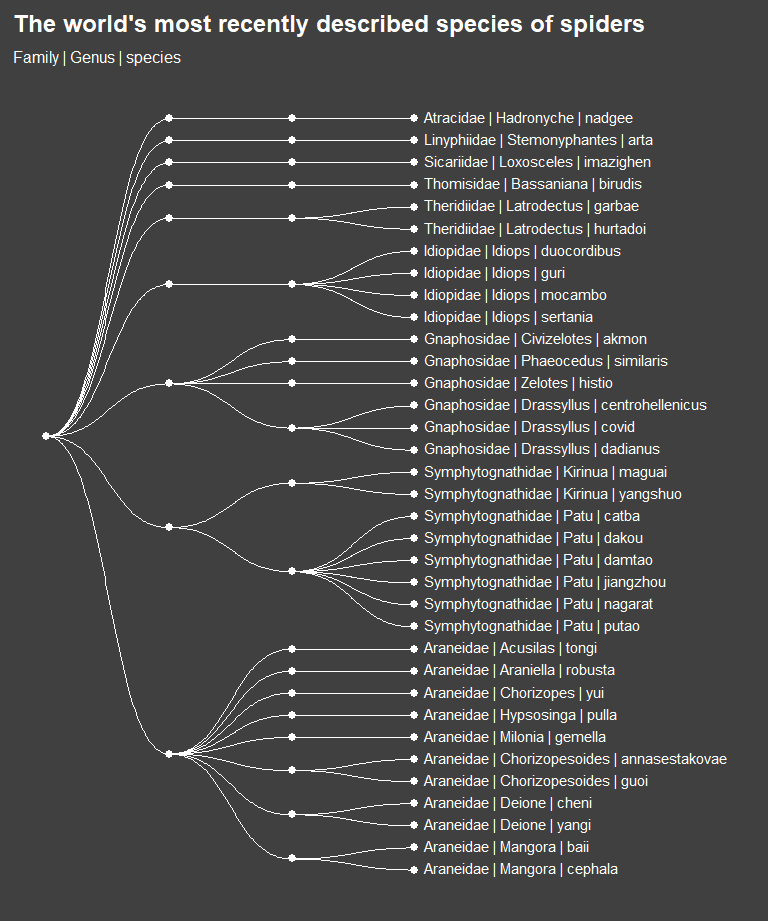 The world's most recently described species of spiders
Family | Genus | species
Atracidae | Hadronyche | nadgee
Linyphiidae | Stemonyphantes | arta
Sicariidae | Loxosceles | imazighen
Thomisidae | Bassaniana | birudis
Theridiidae | Latrodectus | garbae
Theridiidae | Latrodectus | hurtadoi
Idiopidae | Idiops | duocordibus
Idiopidae | Idiops | guri
Idiopidae | Idiops | mocambo
Idiopidae | Idiops | sertania
Gnaphosidae | Civizelotes | akmon
Gnaphosidae | Phaeocedus | similaris
Gnaphosidae | Zelotes | histio
Gnaphosidae | Drassyllus | centrohellenicus
Gnaphosidae | Drassyllus | covid
Gnaphosidae | Drassyllus | dadianus
Symphytognathidae | Kirinua | maguai
Symphytognathidae | Kirinua | yangshuo
Symphytognathidae | Patu | catba
Symphytognathidae | Patu | dakou
Symphytognathidae | Patu | damtao
Symphytognathidae | Patu | jiangzhou
Symphytognathidae | Patu | nagarat
Symphytognathidae | Patu | putao
Araneidae | Acusilas | tongi
Araneidae | Araniella | robusta
Araneidae | Chorizopes | yui
Araneidae | Hypsosinga | pulla
Araneidae | Milonia | gemella
Araneidae | Chorizopesoides | annasestakovae
Araneidae | Chorizopesoides | guoi
Araneidae | Deione | cheni
Araneidae | Deione | yangi
Araneidae | Mangora | baii
Araneidae | Mangora | cephala